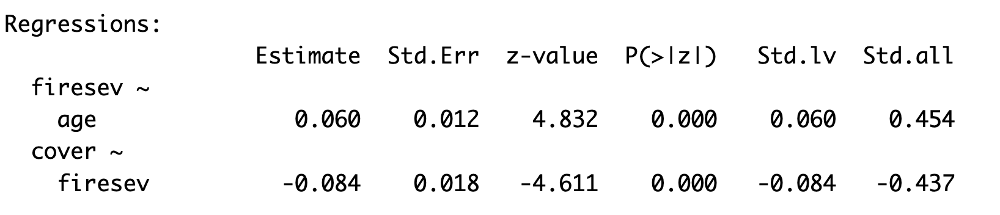 Regressions:
                   Estimate  Std.Err  z-value  P(>|z|)   Std.lv  Std.all
  firesev ~
    age               0.060    0.012    4.832    0.000    0.060    0.454
  cover ~
    firesev          -0.084    0.018   -4.611    0.000   -0.084   -0.437